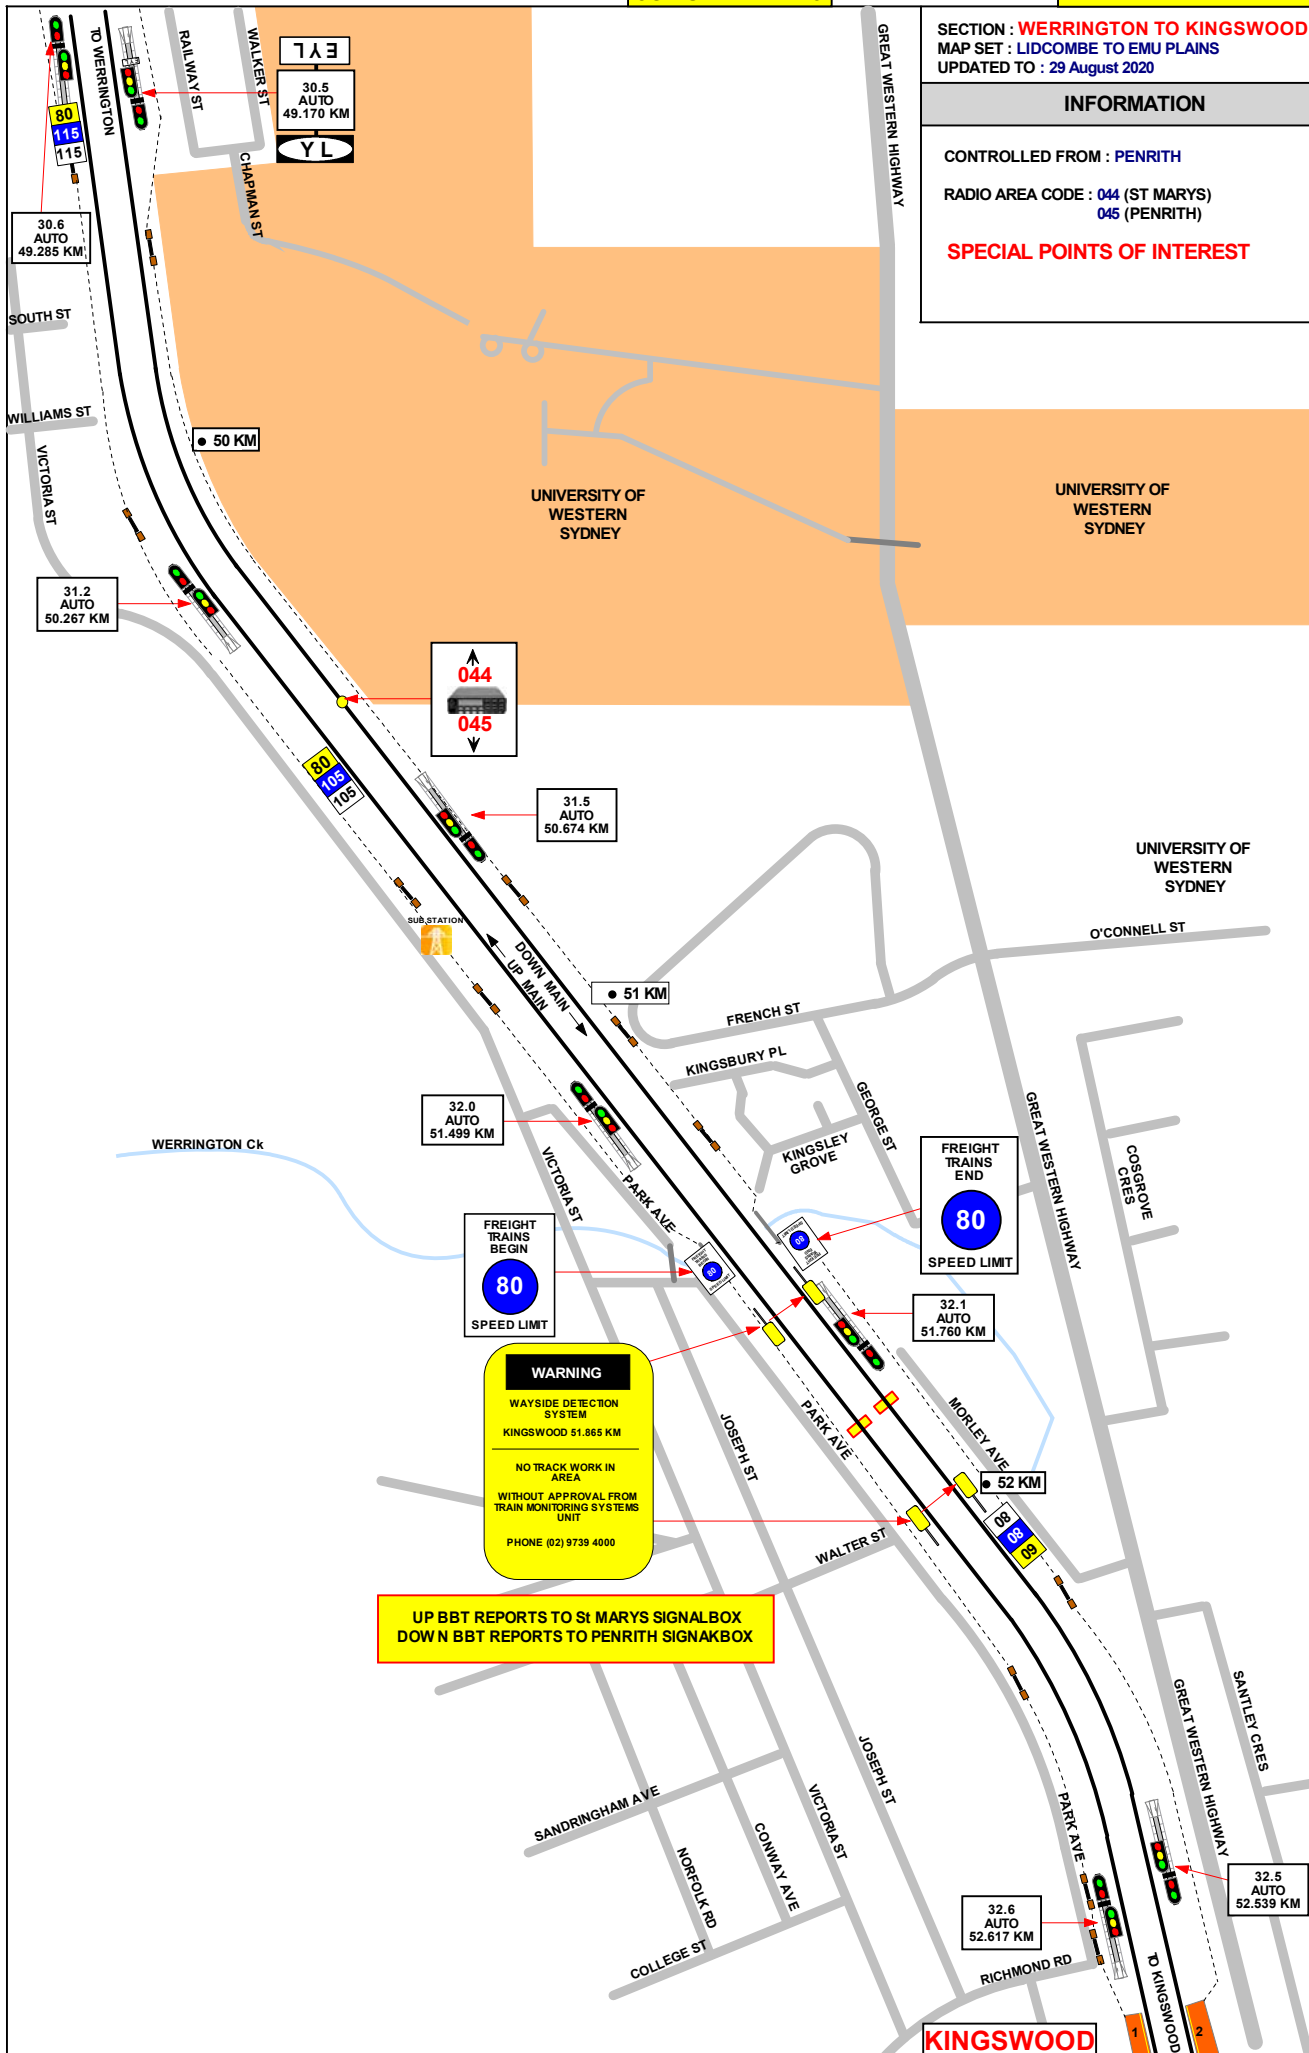 SECTION : WERRINGTON TO KINGSWOOD
MAP SET : LIDCOMBE TO EMU PLAINS
UPDATED TO : 29 August 2020
INFORMATION
CONTROLLED FROM : PENRITH
RADIO AREA CODE : 044 (ST MARYS)
045 (PENRITH)
SPECIAL POINTS OF INTEREST
TO WERRINGTON
RAILWAY ST
WALKER ST
EYL
30.5
AUTO
49.170 KM
YL
80
115
115
CHAPMAN ST
GREAT WESTERN HIGHWAY
30.6
AUTO
49.285 KM
SOUTH ST
WILLIAMS ST
VICTORIA ST
50 KM
UNIVERSITY OF
WESTERN
SYDNEY
UNIVERSITY OF
WESTERN
SYDNEY
31.2
AUTO
50.267 KM
044
045
80
105
105
31.5
AUTO
50.674 KM
UNIVERSITY OF
WESTERN
SYDNEY
SUB STATION
O'CONNELL ST
DOWN MAIN
UP MAIN
51 KM
FRENCH ST
KINGSBURY PL
GEORGE ST
KINGSLEY
GROVE
GREAT WESTERN HIGHWAY
COSGROVE
CRES
32.0
AUTO
51.499 KM
WERRINGTON Ck
VICTORIA ST
PARK AVE
FREIGHT
TRAINS
END
80
SPEED LIMIT
FREIGHT
TRAINS
BEGIN
80
SPEED LIMIT
80
80
32.1
AUTO
51.760 KM
WARNING
WAYSIDE DETECTION
SYSTEM
KINGSWOOD 51.865 KM
NO TRACK WORK IN
AREA
WITHOUT APPROVAL FROM
TRAIN MONITORING SYSTEMS
UNIT
PHONE (02) 9739 4000
JOSEPH ST
PARK AVE
MORLEY AVE
52 KM
80
80
60
WALTER ST
UP BBT REPORTS TO St MARYS SIGNALBOX
DOWN BBT REPORTS TO PENRITH SIGNAKBOX
GREAT WESTERN HIGHWAY
SANTLEY CRES
JOSEPH ST
SANDRINGHAM AVE
VICTORIA ST
CONWAY AVE
NORFOLK RD
PARK AVE
COLLEGE ST
32.5
AUTO
52.539 KM
32.6
AUTO
52.617 KM
RICHMOND RD
TO KINGSWOOD
1
2
KINGSWOOD